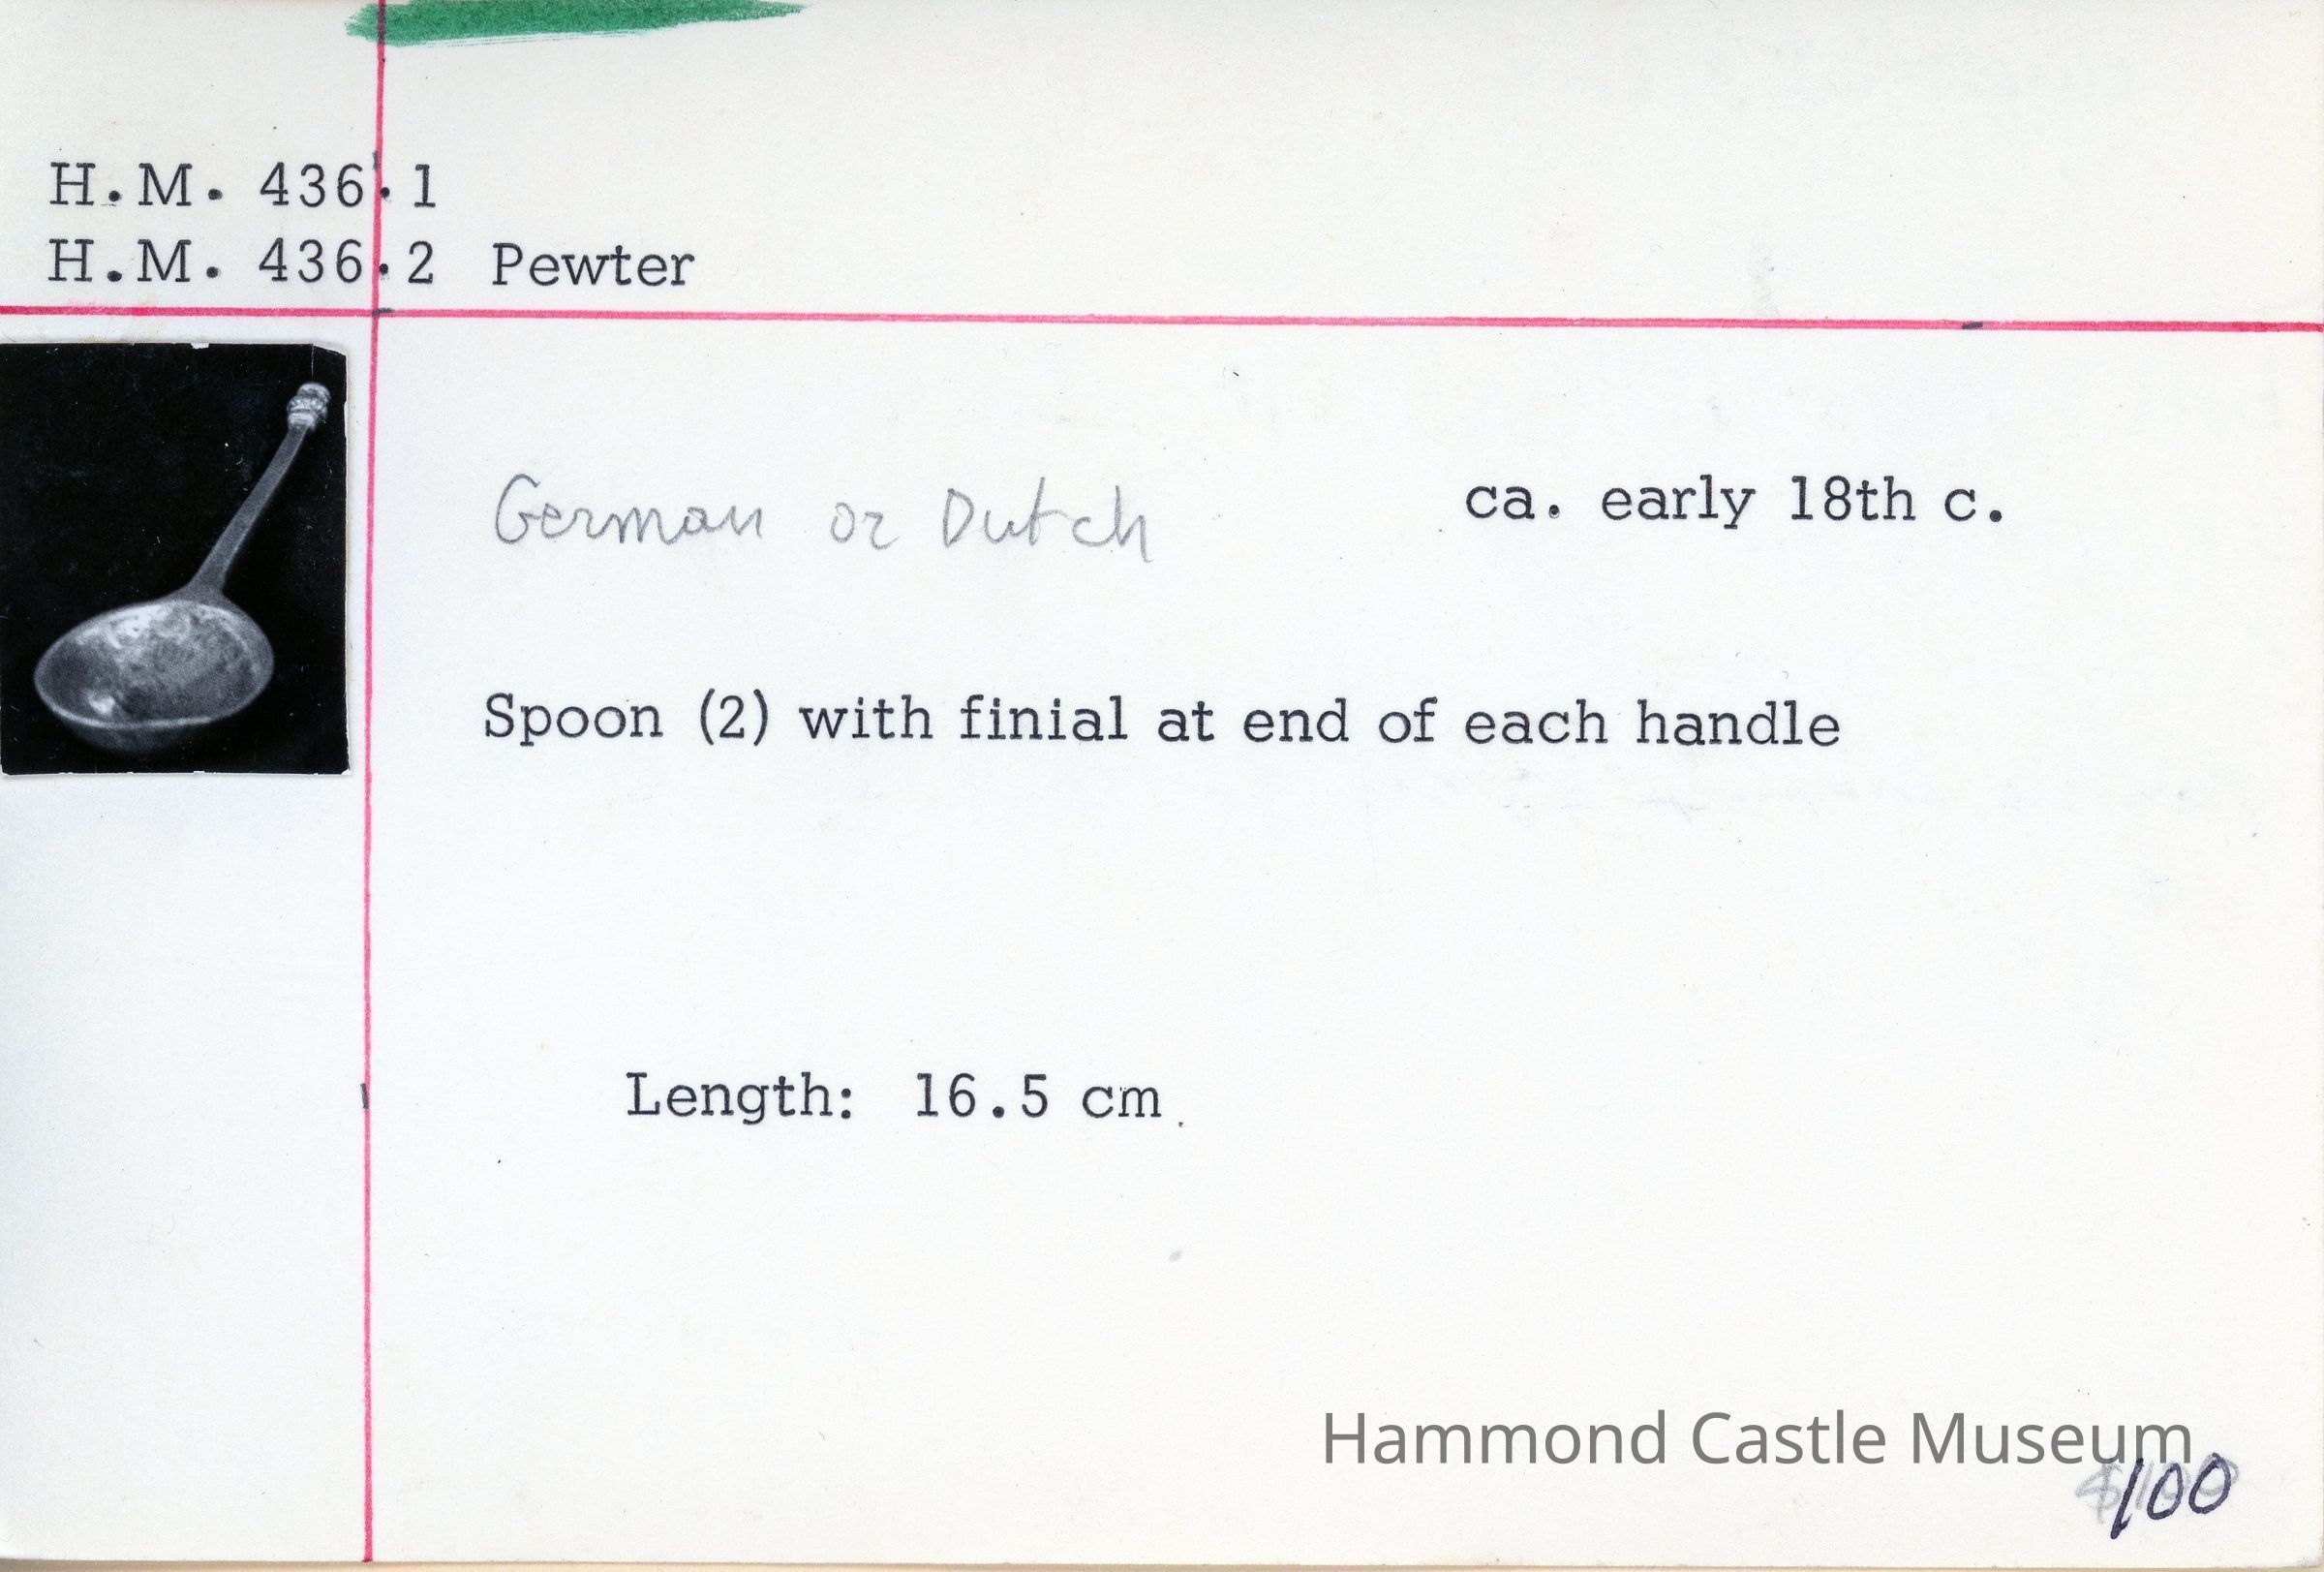 H.M. 436.1
H.M. 436.2 Pewter
German or Dutch ca. early 18th c.
Spoon (2) with finial at end of each handle
Length: 16.5 cm.
Hammond Castle Museum
100